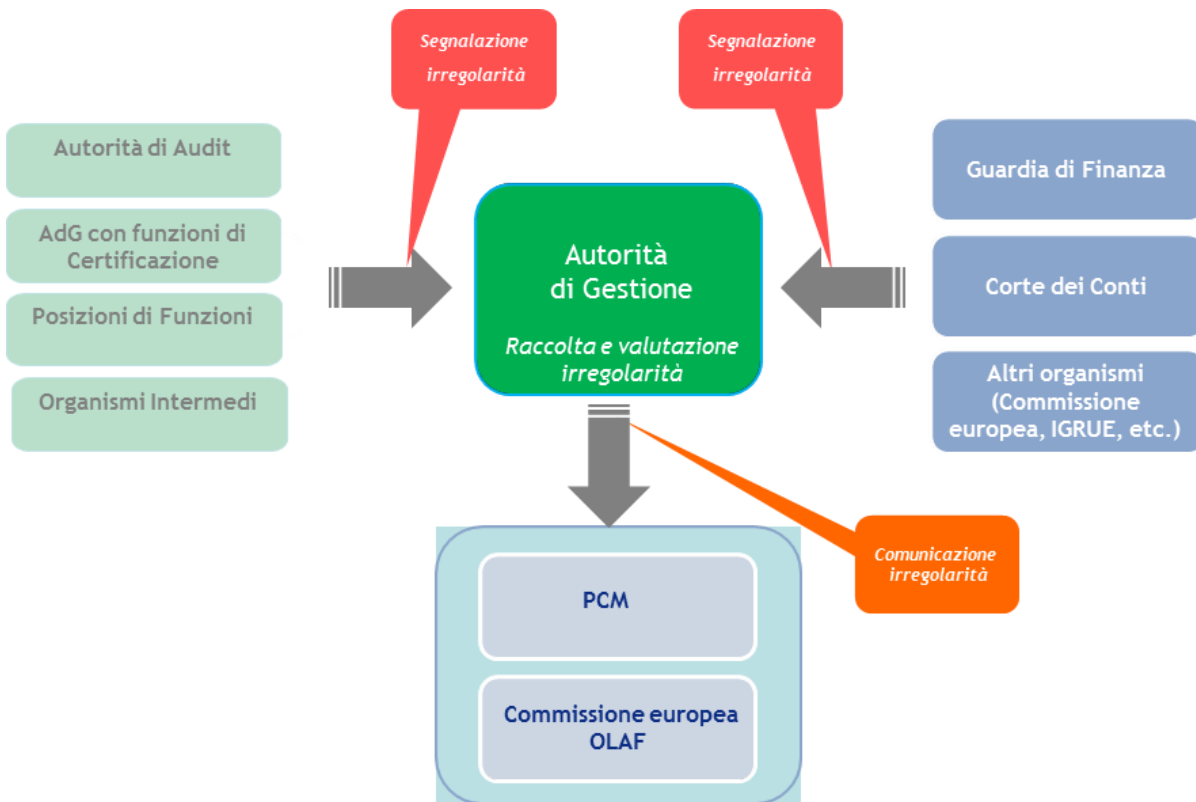 Segnalazione
irregolarità
Segnalazione
irregolarità
Autorità di Audit
AdG con funzioni di
Certificazione
Posizioni di Funzioni
Organismi Intermedi
Autorità
di Gestione
Raccolta e valutazione
irregolarità
Guardia di Finanza
Corte dei Conti
Altri organismi
(Commissione
europea, IGRUE, etc.)
Comunicazione
irregolarità
PCM
Commissione europea
OLAF